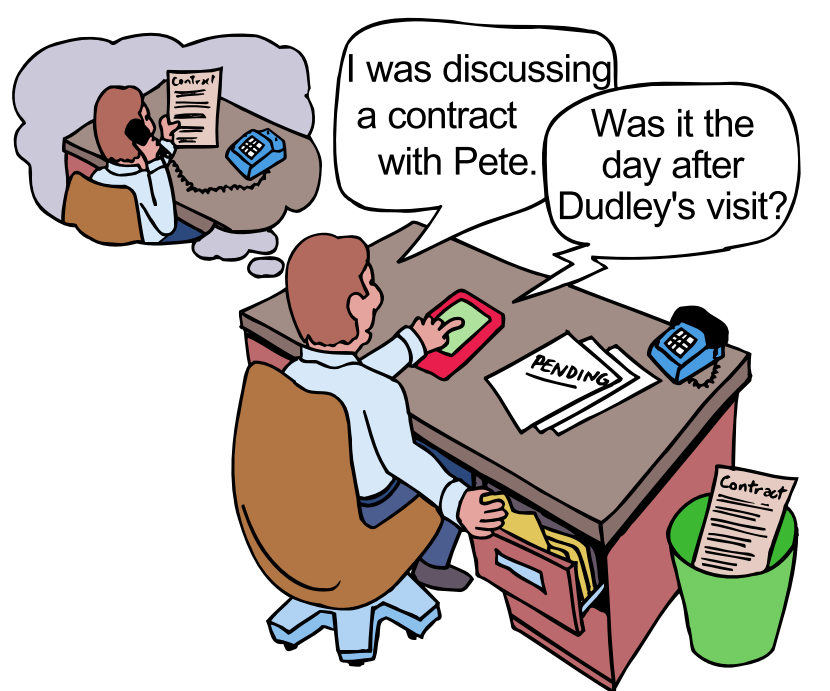 Contract
I was discussing
a contract
with Pete.
Was it the
day after
Dudley's visit?
PENDING
Contract